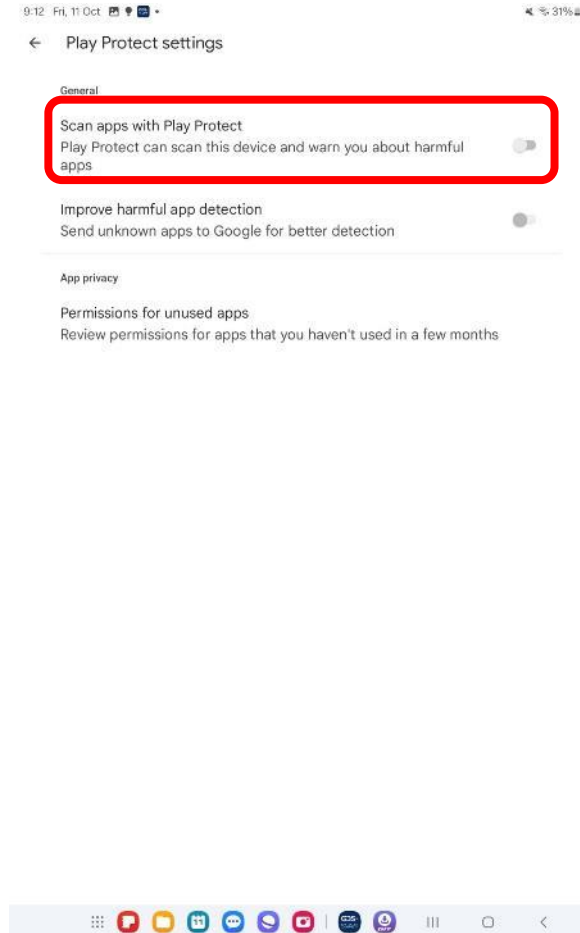 9:12 Fri, 11 Oct
31%
Play Protect settings
General
Scan apps with Play Protect
Play Protect can scan this device and warn you about harmful
apps
Improve harmful app detection
Send unknown apps to Google for better detection
App privacy
Permissions for unused apps
Review permissions for apps that you haven't used in a few months
11